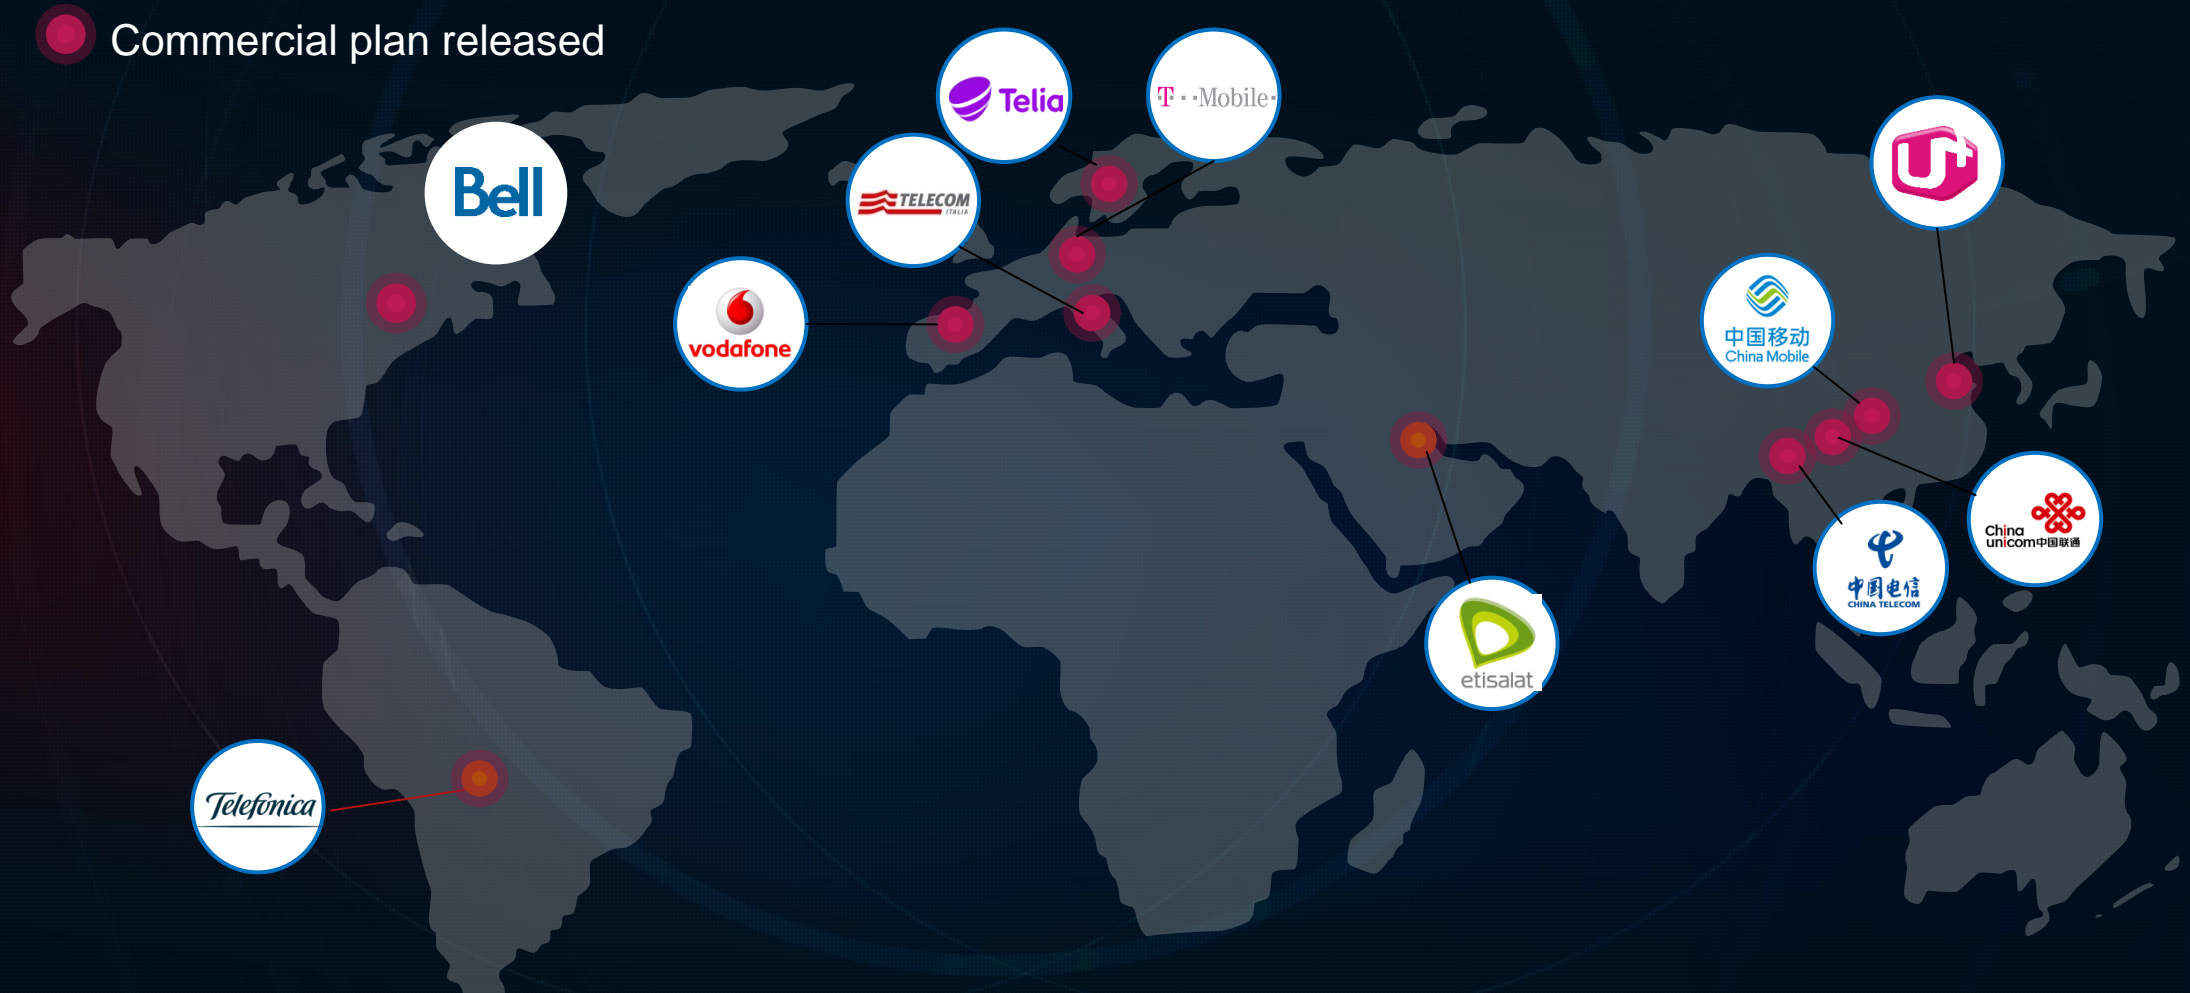 Commercial plan released
Telia
T··Mobile·
Bell
TELECOM
ITALIA
U+
vodafone
中国移动
China Mobile
China
unicom中国联通
中国电信
CHINA TELECOM
etisalat
Telefónica